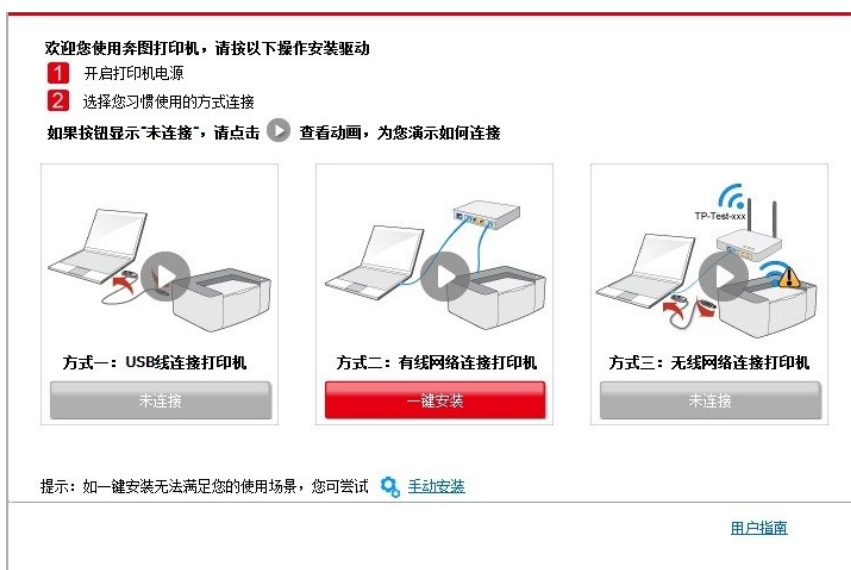 欢迎您使用奔图打印机，请按以下操作安装驱动
1 开启打印机电源
2 选择您习惯使用的方式连接
如果按钮显示"未连接"，请点击 查看动画，为您演示如何连接
TP-Test-xxx
方式一：USB线连接打印机
方式二：有线网络连接打印机
方式三：无线网络连接打印机
未连接
一键安装
未连接
提示：如一键安装无法满足您的使用场景，您可尝试 手动安装
用户指南